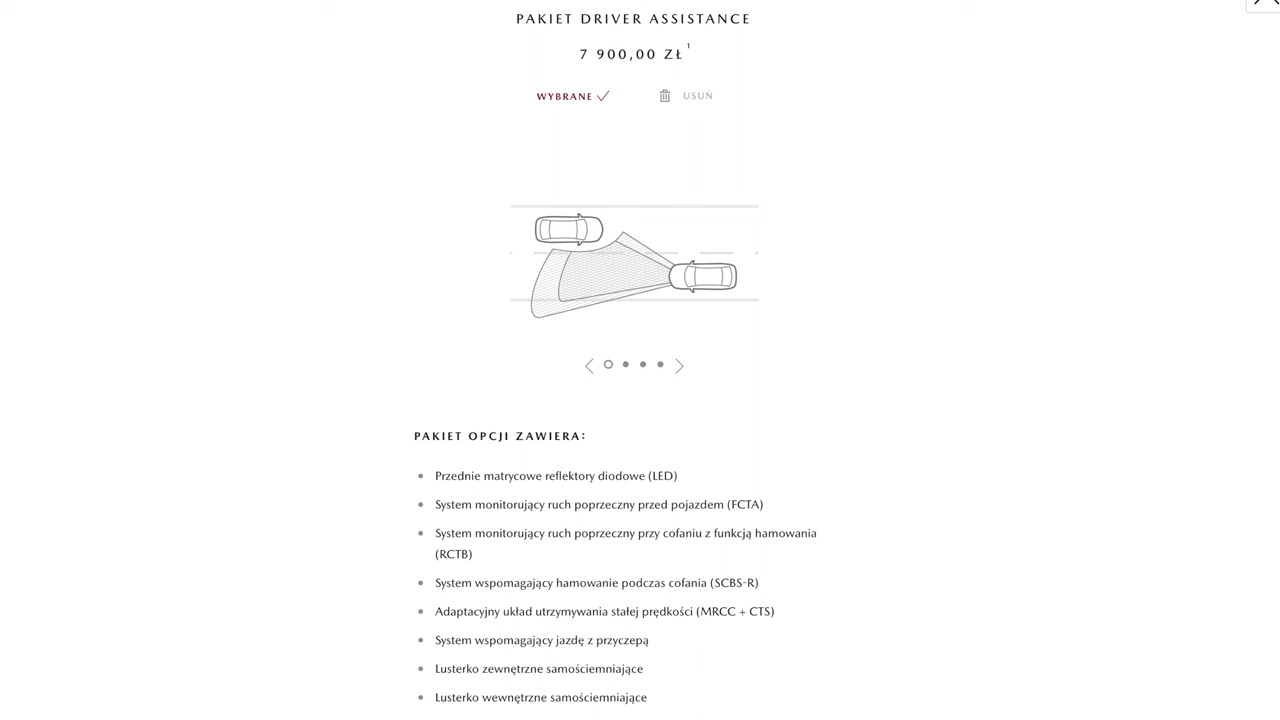 PAKIET DRIVER ASSISTANCE
7 900,00 ZŁ ¹
WYBRANE
USUŃ
PAKIET OPCJI ZAWIERA:
Przednie matrycowe reflektory diodowe (LED)
System monitorujący ruch poprzeczny przed pojazdem (FCTA)
System monitorujący ruch poprzeczny przy cofaniu z funkcją hamowania
(RCTB)
System wspomagający hamowanie podczas cofania (SCBS-R)
Adaptacyjny układ utrzymywania stałej prędkości (MRCC + CTS)
System wspomagający jazdę z przyczepą
Lusterko zewnętrzne samościemniające
Lusterko wewnętrzne samościemniające